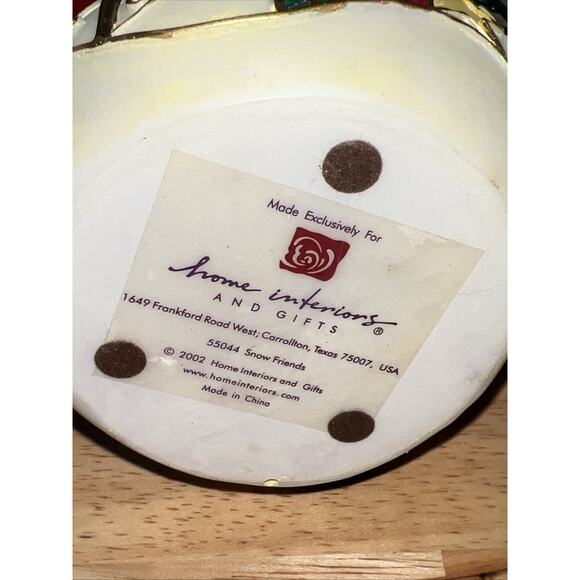 Made Exclusively For
home interiors
AND GIFTS ®
1649 Frankford Road West; Carrollton, Texas 75007, USA
55044 Snow Friends
© 2002 Home Interiors and Gifts
www.homeinteriors.com
Made in China